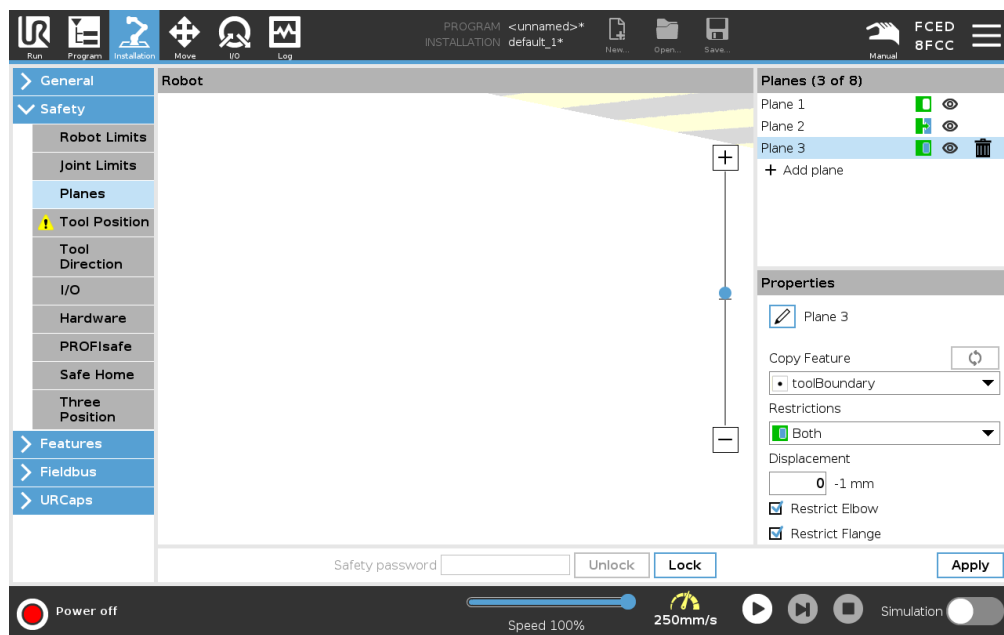 UR
Run
Program
Installation
Move
I/O
Log
PROGRAM <unnamed>*
INSTALLATION default_1*
New...
Open...
Save...
Manual
FCED
8FCC
General
Safety
Robot Limits
Joint Limits
Planes
Tool Position
Tool
Direction
I/O
Hardware
PROFIsafe
Safe Home
Three
Position
Features
Fieldbus
URCaps
Robot
Planes (3 of 8)
Plane 1
Plane 2
Plane 3
+ Add plane
Properties
Plane 3
Copy Feature
toolBoundary
Restrictions
Both
Displacement
0 -1 mm
Restrict Elbow
Restrict Flange
Safety password
Unlock
Lock
Apply
Power off
Speed 100%
250mm/s
Simulation